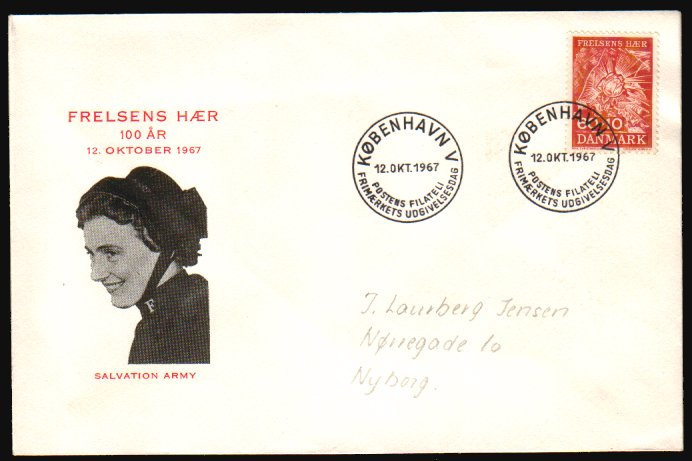 FRELSENS HÆR
100 ÅR
12. OKTOBER 1967
F
SALVATION ARMY
KØBENHAVN V
12.OKT.1967
POSTENS FILATELI
FRIMÆRKETS UDGIVELSESDAG
FRELSENS HÆR
DANMARK
KØBENHAVN V
12.OKT.1967
POSTENS FILATELI
FRIMÆRKETS UDGIVELSESDAG
J. Laurberg Jensen
Nørregade 10
Nyborg.